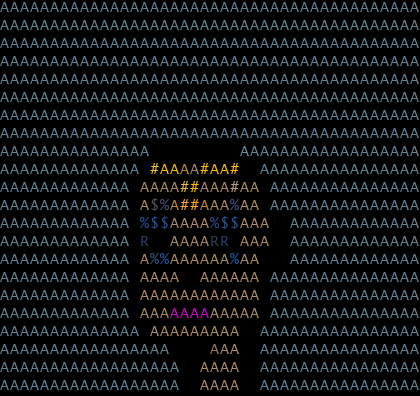 AAAAAAAAAAAAAAAAAAAAAAAAAAAAAAAAAAAAAAAAAA
AAAAAAAAAAAAAAAAAAAAAAAAAAAAAAAAAAAAAAAAAA
AAAAAAAAAAAAAAAAAAAAAAAAAAAAAAAAAAAAAAAAAA
AAAAAAAAAAAAAAAAAAAAAAAAAAAAAAAAAAAAAAAAAA
AAAAAAAAAAAAAAAAAAAAAAAAAAAAAAAAAAAAAAAAAA
AAAAAAAAAAAAAAAAAAAAAAAAAAAAAAAAAAAAAAAAAA
AAAAAAAAAAAAAAAAAAAAAAAAAAAAAAAAAAAAAAAAAA
AAAAAAAAAAAAAAAAAAAAAAAAAAAAAAAAAAAAAAAAAA
AAAAAAAAAAAAAAA         AAAAAAAAAAAAAAAAAA
AAAAAAAAAAAAAA #AAAA#AA#  AAAAAAAAAAAAAAAA
AAAAAAAAAAAAA AAAA##AAA#AA AAAAAAAAAAAAAAA
AAAAAAAAAAAAA A$%A##AAA%AA AAAAAAAAAAAAAAA
AAAAAAAAAAAAA %$$AAAA%$$AAA  AAAAAAAAAAAAA
AAAAAAAAAAAAA R  AAAARR AAA  AAAAAAAAAAAAA
AAAAAAAAAAAAA A%%AAAAAA%AA AAAAAAAAAAAAAAA
AAAAAAAAAAAAA AAAA  AAAAAA AAAAAAAAAAAAAAA
AAAAAAAAAAAAA AAAAAAAAAAAA AAAAAAAAAAAAAAA
AAAAAAAAAAAAA AAAAAAAAAAAA AAAAAAAAAAAAAAA
AAAAAAAAAAAAAA AAAAAAAAA  AAAAAAAAAAAAAAAA
AAAAAAAAAAAAAAAAA    AAA  AAAAAAAAAAAAAAAA
AAAAAAAAAAAAAAAAAA  AAAA  AAAAAAAAAAAAAAAA
AAAAAAAAAAAAAAAAAA  AAAA  AAAAAAAAAAAAAAAA